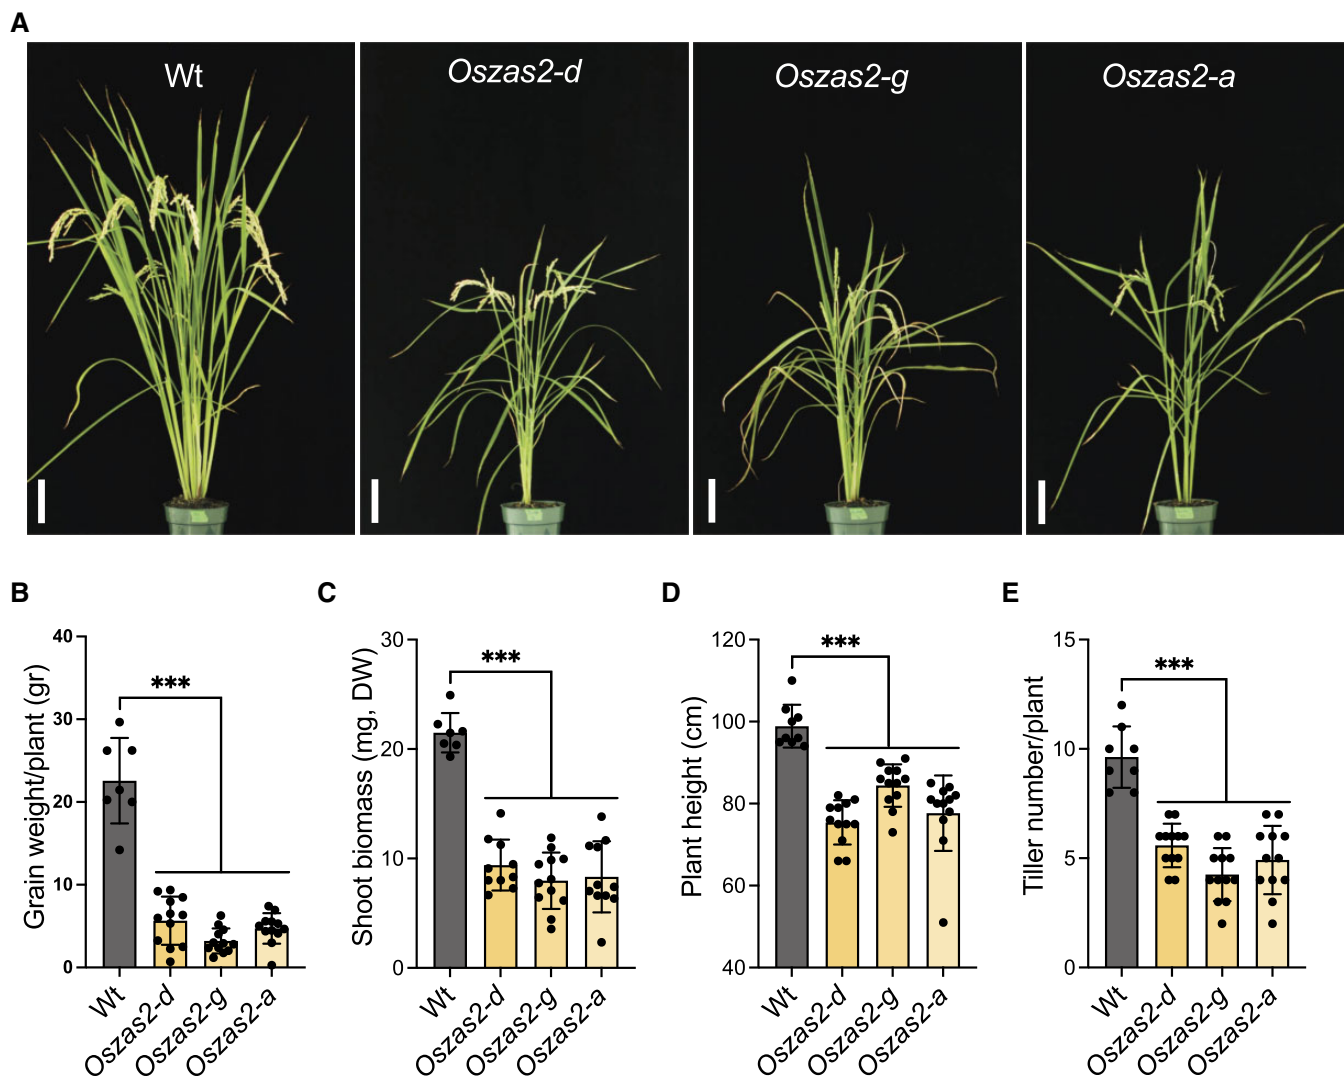 A
Wt
Oszas2-d
Oszas2-g
Oszas2-a
B
Grain weight/plant (gr)
40
30
20
10
0
***
Wt
Oszas2-d
Oszas2-g
Oszas2-a
C
Shoot biomass (mg, DW)
30
20
10
0
***
Wt
Oszas2-d
Oszas2-g
Oszas2-a
D
Plant height (cm)
120
100
80
60
40
***
Wt
Oszas2-d
Oszas2-g
Oszas2-a
E
Tiller number/plant
15
10
5
0
***
Wt
Oszas2-d
Oszas2-g
Oszas2-a